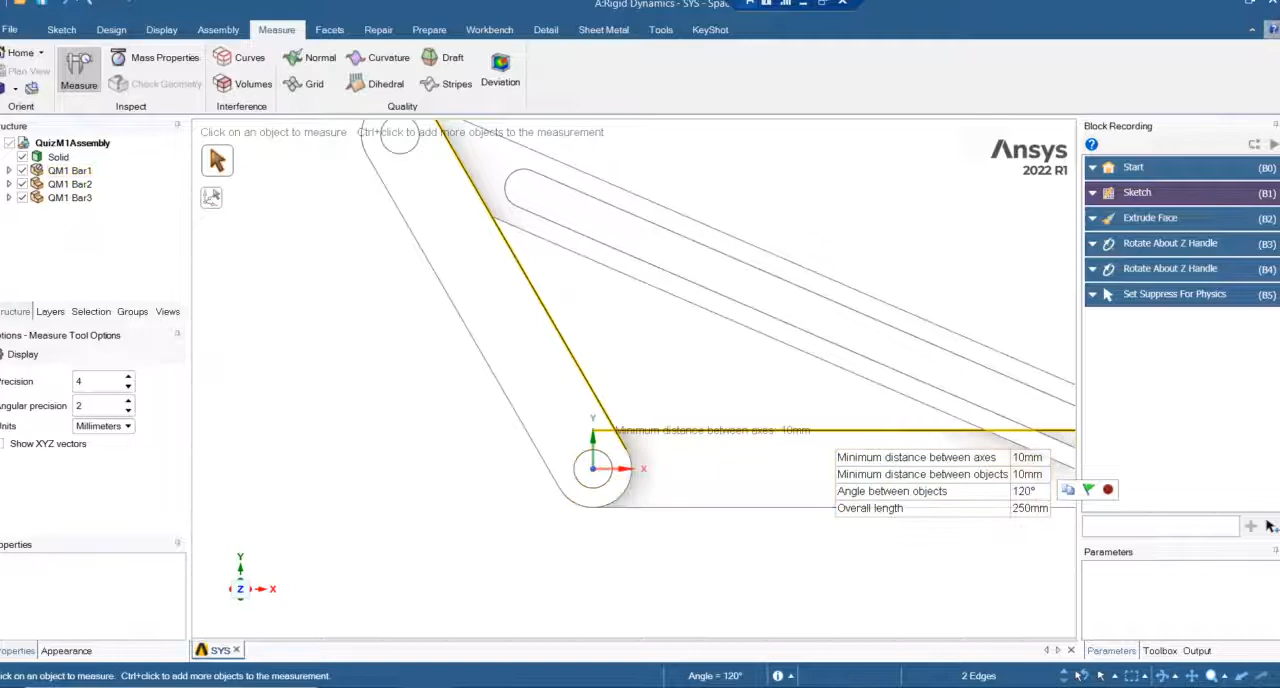 A:Rigid Dynamics - SYS - Spac
File Sketch Design Display Assembly Measure Facets Repair Prepare Workbench Detail Sheet Metal Tools KeyShot
Home
Plan View
Orient
Measure
Mass Properties
Check Geometry
Inspect
Curves
Volumes
Interference
Normal Curvature Draft
Grid Dihedral Stripes
Deviation
Quality
ucture
QuizM1Assembly
Solid
QM1 Bar1
QM1 Bar2
QM1 Bar3
ructure Layers Selection Groups Views
tions - Measure Tool Options
Display
recision 4
ngular precision 2
nits Millimeters
Show XYZ vectors
operties
roperties Appearance
Click on an object to measure Ctrl+click to add more objects to the measurement
Ansys
2022 R1
Minimum distance between axes: 10mm
Y
X
Minimum distance between axes 10mm
Minimum distance between objects 10mm
Angle between objects 120°
Overall length 250mm
Y
Z X
SYS
Block Recording
Start (B0)
Sketch (B1)
Extrude Face (B2)
Rotate About Z Handle (B3)
Rotate About Z Handle (B4)
Set Suppress For Physics (B5)
Parameters
Parameters Toolbox Output
ick on an object to measure. Ctrl+click to add more objects to the measurement. Angle = 120° 2 Edges